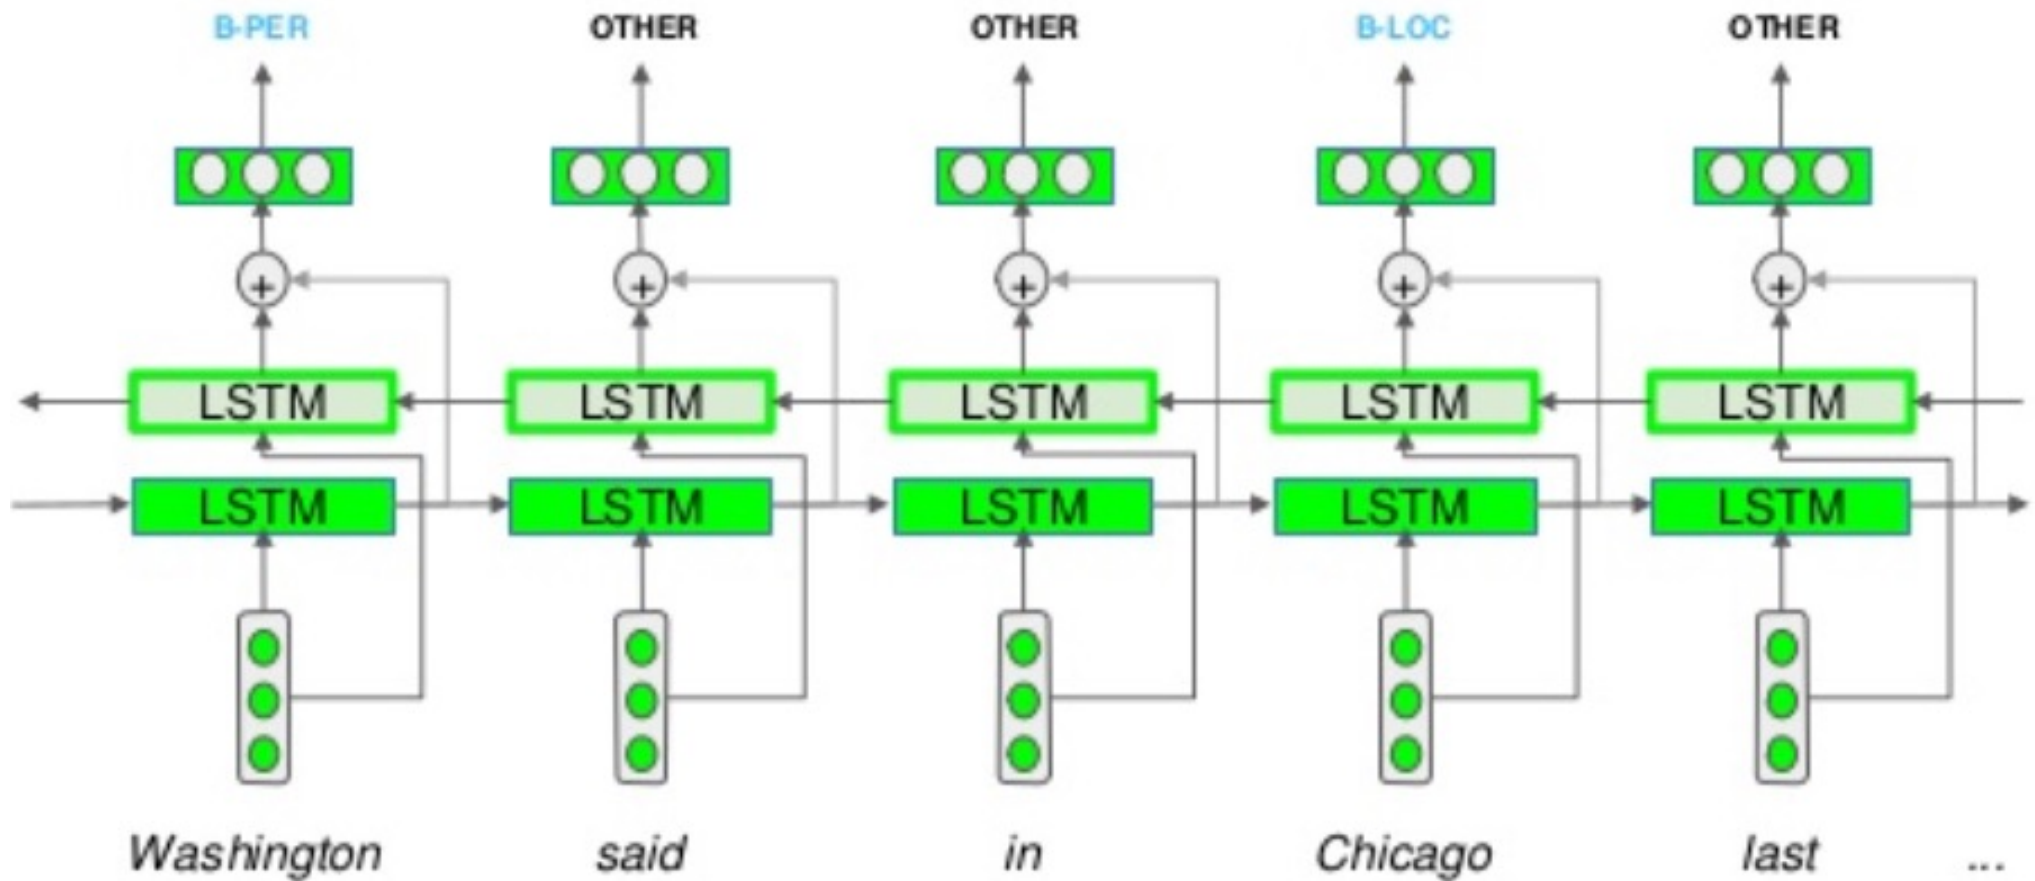 B-PER OTHER OTHER B-LOC OTHER
+ + + + +
LSTM LSTM LSTM LSTM LSTM
LSTM LSTM LSTM LSTM LSTM
Washington said in Chicago last ...